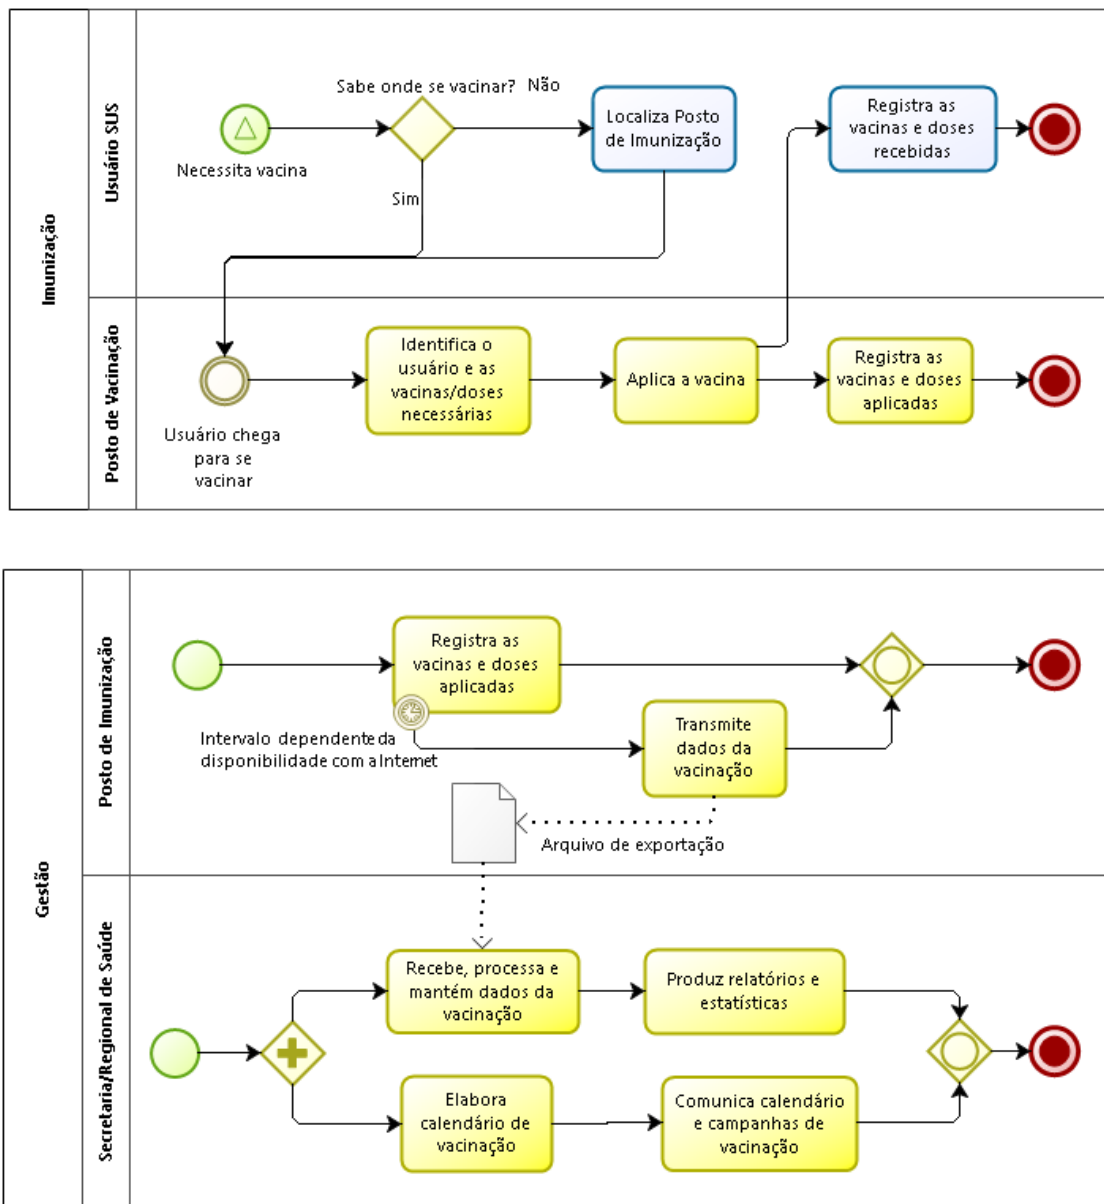 Imunização
Usuário SUS
Necessita vacina
Sabe onde se vacinar?
Não
Sim
Localiza Posto
de Imunização
Registra as
vacinas e doses
recebidas
Posto de Vacinação
Usuário chega
para se
vacinar
Identifica o
usuário e as
vacinas/doses
necessárias
Aplica a vacina
Registra as
vacinas e doses
aplicadas
Gestão
Posto de Imunização
Registra as
vacinas e doses
aplicadas
Intervalo dependente da
disponibilidade com a Internet
Transmite
dados da
vacinação
Arquivo de exportação
Secretaria/Regional de Saúde
Recebe, processa e
mantém dados da
vacinação
Produz relatórios e
estatísticas
Elabora
calendário de
vacinação
Comunica calendário
e campanhas de
vacinação